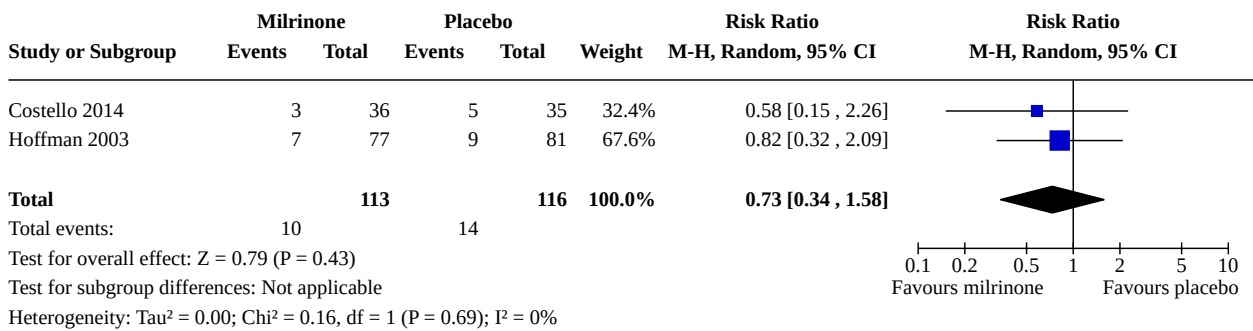 Milrinone Placebo Risk Ratio Risk Ratio
Study or Subgroup Events Total Events Total Weight M-H, Random, 95% CI M-H, Random, 95% CI
Costello 2014 3 36 5 35 32.4% 0.58 [0.15 , 2.26]
Hoffman 2003 7 77 9 81 67.6% 0.82 [0.32 , 2.09]
Total 113 116 100.0% 0.73 [0.34 , 1.58]
Total events: 10 14
Test for overall effect: Z = 0.79 (P = 0.43)
0.1 0.2 0.5 1 2 5 10
Test for subgroup differences: Not applicable
Favours milrinone Favours placebo
Heterogeneity: Tau² = 0.00; Chi² = 0.16, df = 1 (P = 0.69); I² = 0%